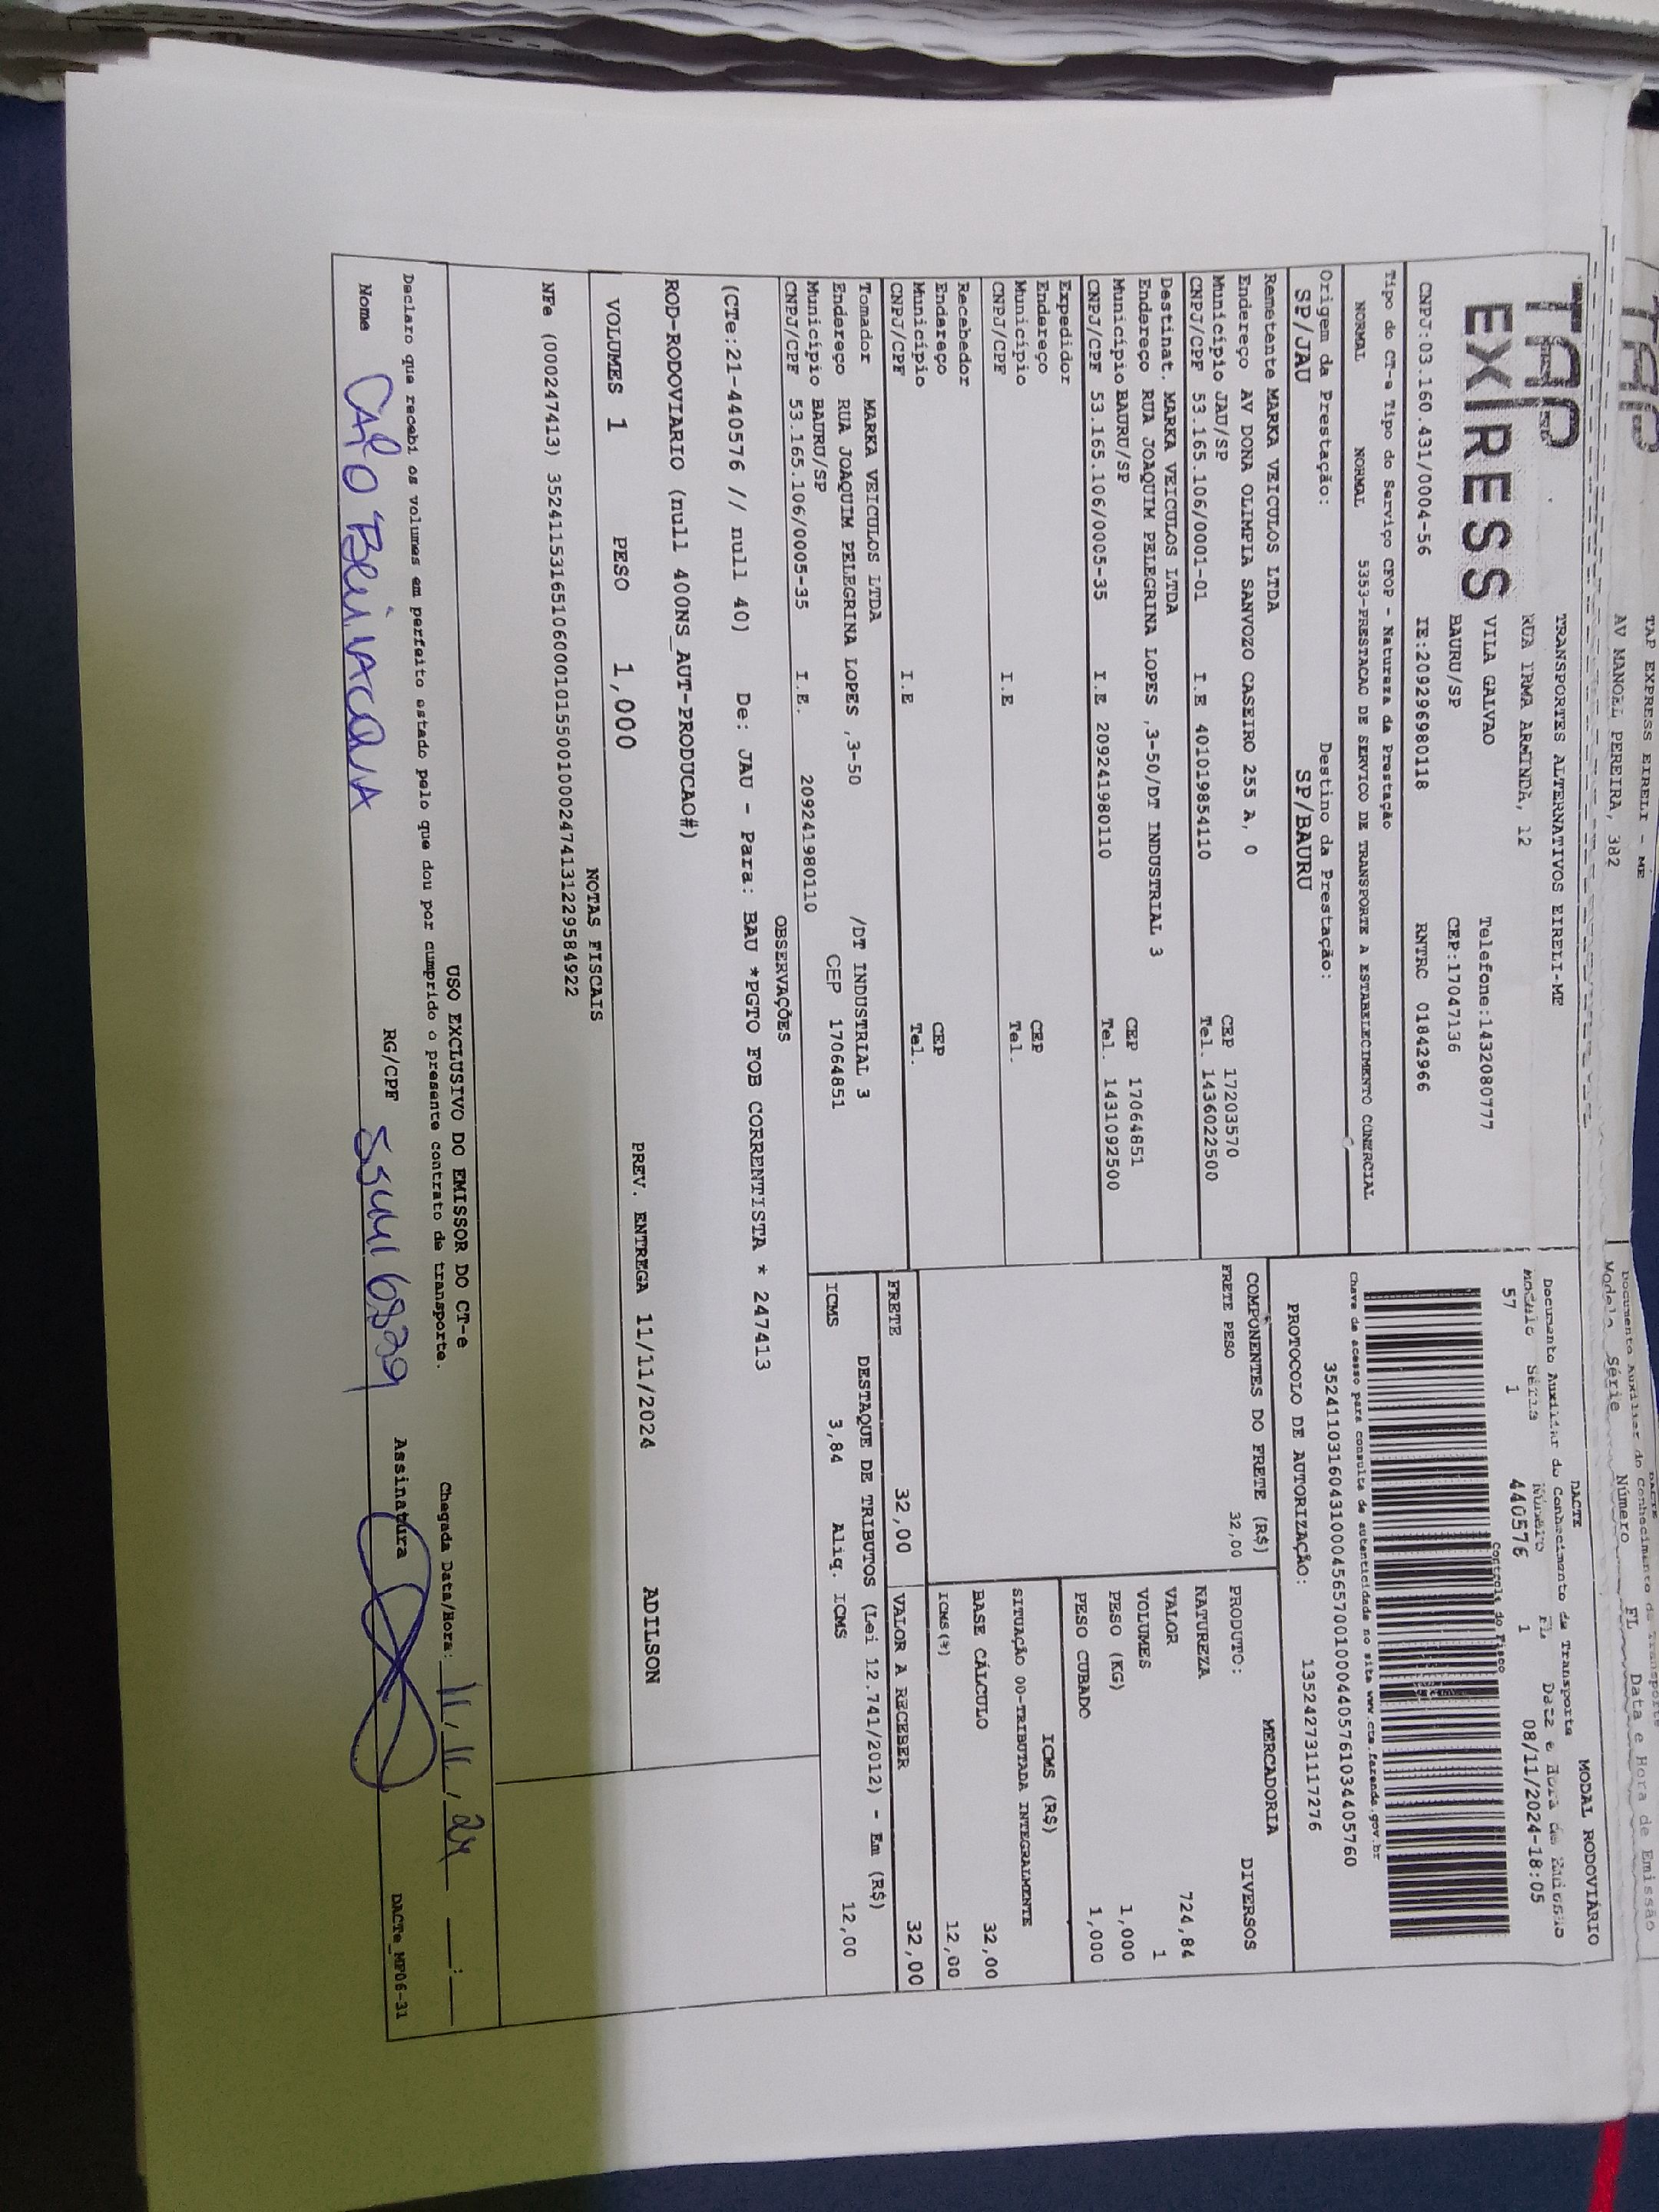 TAP EXPRESS EIRELI - ME
AV MANOEL PEREIRA, 382
Modelo Série Número FL Data e Hora de Emissão
TAP
EXPRESS
TRANSPORTES ALTERNATIVOS EIRELI-ME
RUA IRMA ARMINDA, 12
VILA GALVAO Telefone:1432080777
BAURU/SP CEP:17047136
CNPJ:03.160.431/0004-56 IE:209296980118 RNTRC 01842966
DACTE MODAL RODOVIÁRIO
Documento Auxiliar do Conhecimento de Transporte
Modelo Série Número FL Data e Hora de Emissão
57 1 440576 1 08/11/2024-18:05
Controle do Fisco
Chave de acesso para consulta de autenticidade no site www.cte.fazenda.gov.br
35241103160431000456570010004405761034405760
PROTOCOLO DE AUTORIZAÇÃO: 135242731117276
Tipo do CT-e Tipo do Serviço CFOP - Natureza da Prestação
NORMAL NORMAL 5353-PRESTACAO DE SERVICO DE TRANSPORTE A ESTABELECIMENTO COMERCIAL
Origem da Prestação: Destino da Prestação:
SP/JAU SP/BAURU
Remetente MARKA VEICULOS LTDA
Endereço AV DONA OLIMPIA SANVOZO CASEIRO 255 A, 0
Município JAU/SP CEP 17203570
CNPJ/CPF 53.165.106/0001-01 I.E 401019854110 Tel. 1436022500
Destinat. MARKA VEICULOS LTDA
Endereço RUA JOAQUIM PELEGRINA LOPES ,3-50/DT INDUSTRIAL 3
Município BAURU/SP CEP 17064851
CNPJ/CPF 53.165.106/0005-35 I.E 209241980110 Tel. 1431092500
Expedidor
Endereço
Município CEP
CNPJ/CPF I.E Tel.
Recebedor
Endereço
Município CEP
CNPJ/CPF I.E Tel.
Tomador MARKA VEICULOS LTDA
Endereço RUA JOAQUIM PELEGRINA LOPES ,3-50 /DT INDUSTRIAL 3
Município BAURU/SP CEP 17064851
CNPJ/CPF 53.165.106/0005-35 I.E. 209241980110
COMPONENTES DO FRETE (R$)
FRETE PESO 32,00
MERCADORIA
PRODUTO: DIVERSOS
NATUREZA
VALOR 724,84
VOLUMES 1
PESO (KG) 1,000
PESO CUBADO 1,000
ICMS (R$)
SITUAÇÃO 00-TRIBUTADA INTEGRALMENTE
BASE CÁLCULO 32,00
ICMS(%) 12,00
FRETE 32,00 VALOR A RECEBER 32,00
DESTAQUE DE TRIBUTOS (Lei 12.741/2012) - Em (R$)
ICMS 3,84 Aliq. ICMS 12,00
OBSERVAÇÕES
(CTe:21-440576 // null 40) De: JAU - Para: BAU *PGTO FOB CORRENTISTA * 247413
ROD-RODOVIARIO (null 400NS_AUT-PRODUCAO#)
VOLUMES 1 PESO 1,000 PREV. ENTREGA 11/11/2024 ADILSON
NOTAS FISCAIS
NFe (000247413) 35241153165106000101550010002474131229584922
USO EXCLUSIVO DO EMISSOR DO CT-e
Declaro que recebi os volumes em perfeito estado pelo que dou por cumprido o presente contrato de transporte. Chegada Data/Hora: 11/11/24 __:__
Nome RG/CPF Assinatura DACTe_MP06-31